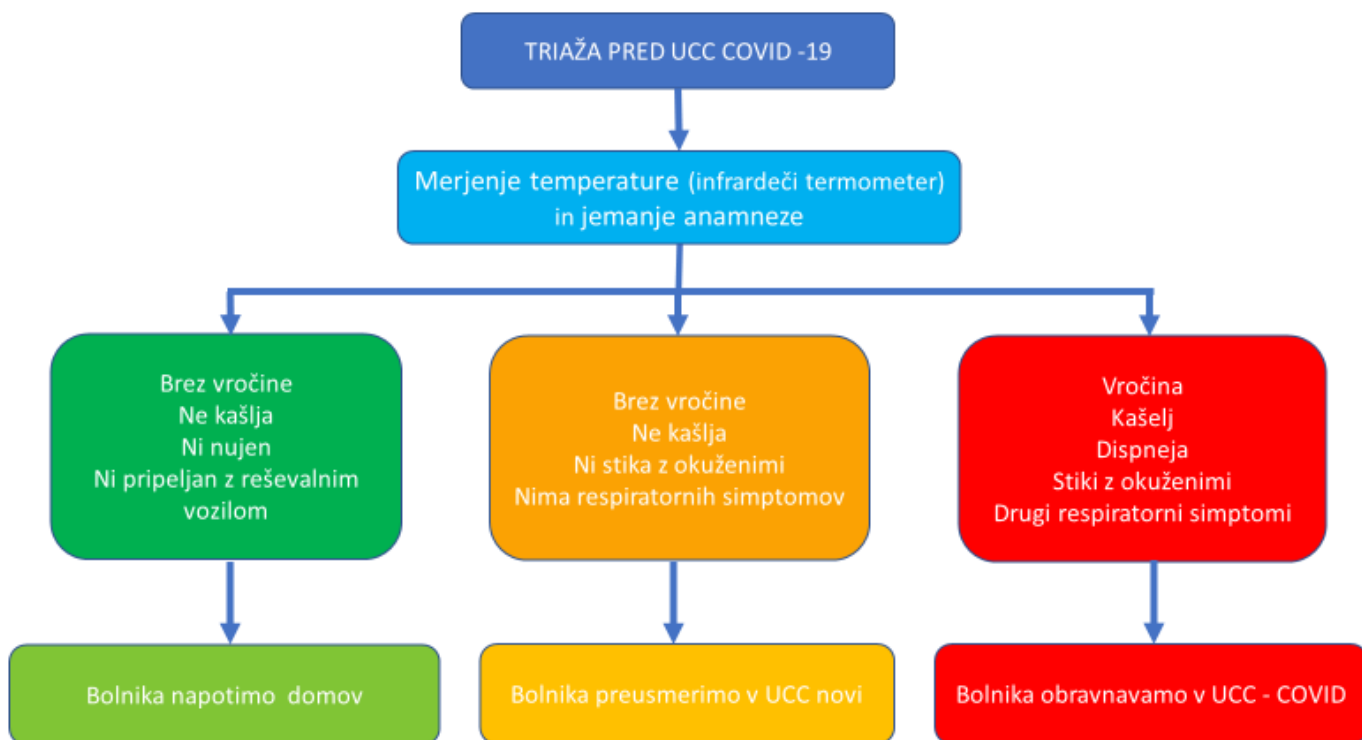 TRIAŽA PRED UCC COVID -19
Merjenje temperature (infrardeči termometer)
in jemanje anamneze
Brez vročine
Ne kašlja
Ni nujen
Ni pripeljan z reševalnim
vozilom
Brez vročine
Ne kašlja
Ni stika z okuženimi
Nima respiratornih simptomov
Vročina
Kašelj
Dispneja
Stiki z okuženimi
Drugi respiratorni simptomi
Bolnika napotimo domov
Bolnika preusmerimo v UCC novi
Bolnika obravnavamo v UCC - COVID